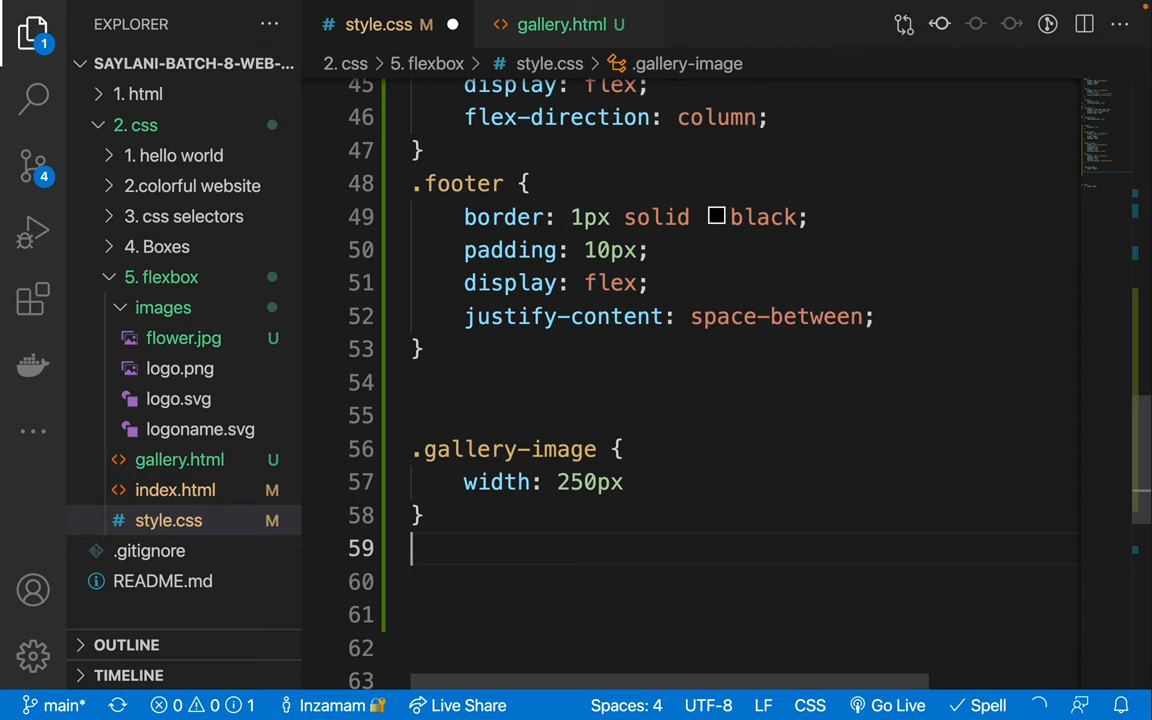 EXPLORER
SAYLANI-BATCH-8-WEB-...
1. html
2. css
1. hello world
2.colorful website
3. css selectors
4. Boxes
5. flexbox
images
flower.jpg U
logo.png
logo.svg
logoname.svg
gallery.html U
index.html M
style.css M
.gitignore
README.md
OUTLINE
TIMELINE
1
4
# style.css M
<> gallery.html U
2. css > 5. flexbox > # style.css > .gallery-image
45 display: flex;
46 flex-direction: column;
47 }
48 .footer {
49 border: 1px solid black;
50 padding: 10px;
51 display: flex;
52 justify-content: space-between;
53 }
54
55
56 .gallery-image {
57 width: 250px
58 }
59
60
61
62
63
main* 0 0 1 Inzamam Live Share Spaces: 4 UTF-8 LF CSS Go Live Spell